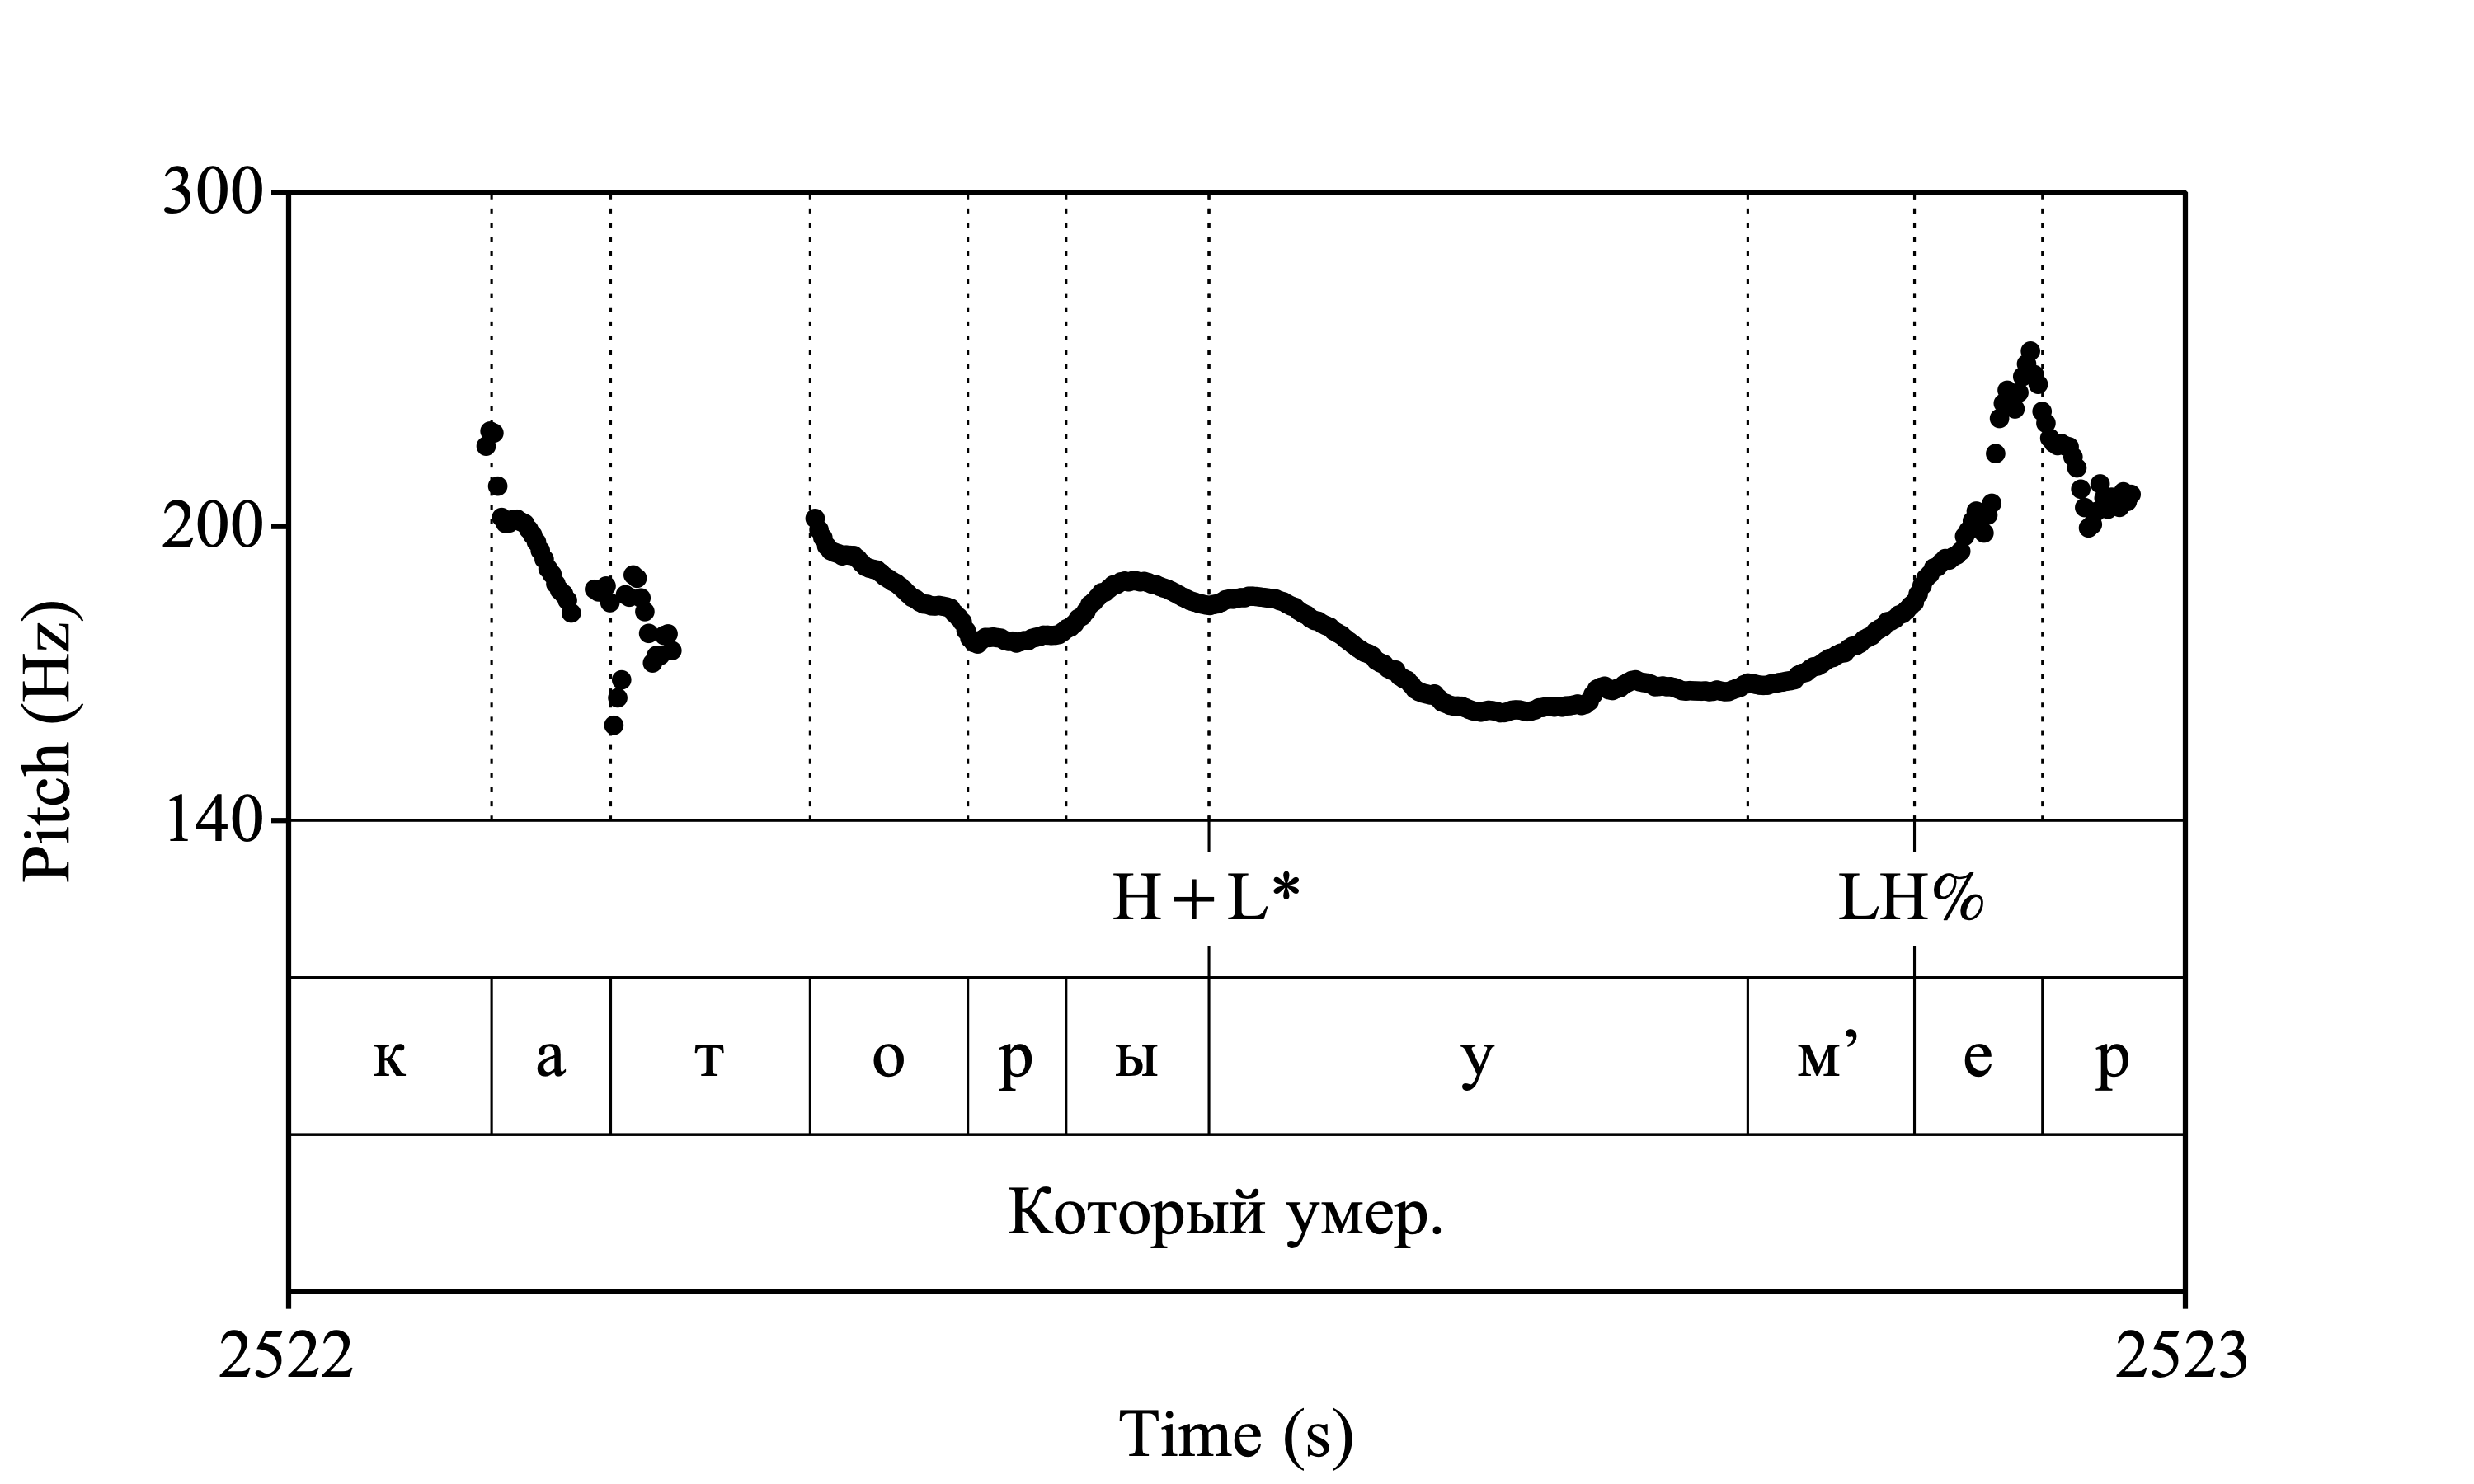 300
200
140
Pitch (Hz)
H + L* LH%
к а т о р ы у м’ е р
Который умер.
2522 2523
Time (s)